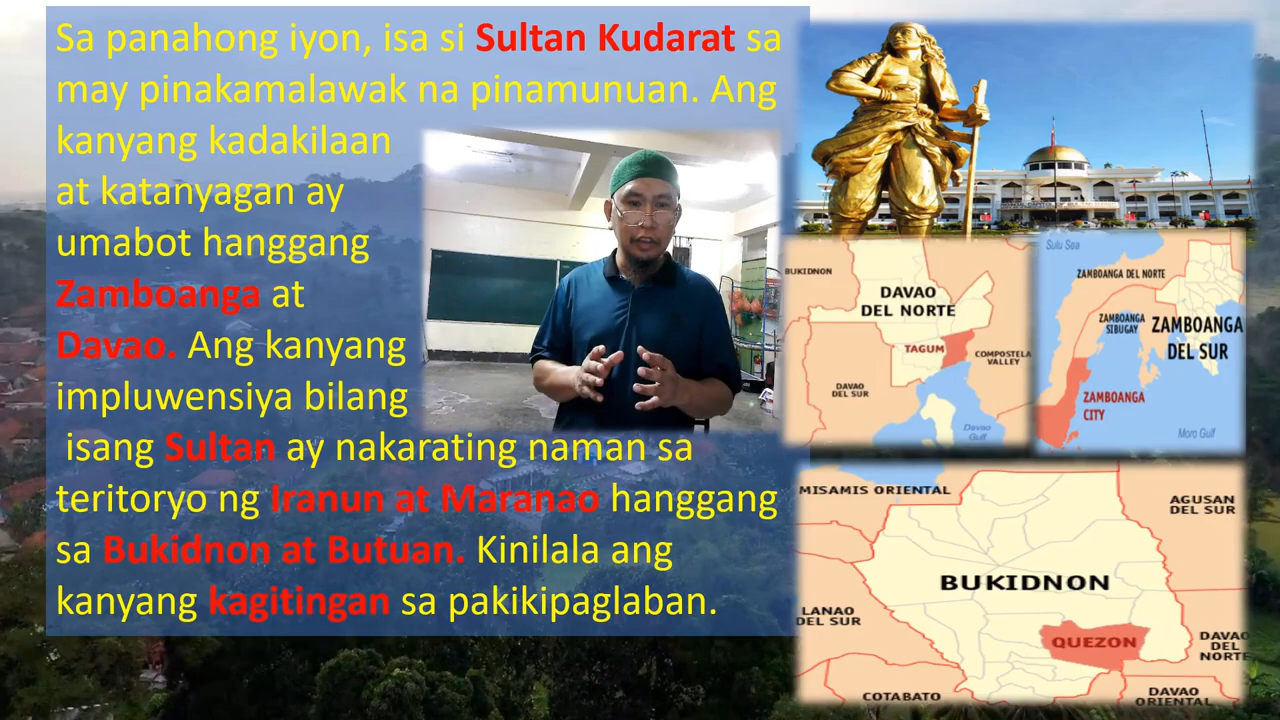 Sa panahong iyon, isa si Sultan Kudarat sa
may pinakamalawak na pinamunuan. Ang
kanyang kadakilaan
at katanyagan ay
umabot hanggang
Zamboanga at
Davao. Ang kanyang
impluwensiya bilang
isang Sultan ay nakarating naman sa
teritoryo ng Iranun at Maranao hanggang
sa Bukidnon at Butuan. Kinilala ang
kanyang kagitingan sa pakikipaglaban.
BUKIDNON
DAVAO
DEL NORTE
TAGUM
COMPOSTELA
VALLEY
DAVAO
DEL SUR
Davao
Gulf
Sulu Sea
ZAMBOANGA DEL NORTE
ZAMBOANGA
SIBUGAY
ZAMBOANGA
DEL SUR
ZAMBOANGA
CITY
Moro Gulf
MISAMIS ORIENTAL
AGUSAN
DEL SUR
BUKIDNON
LANAO
DEL SUR
QUEZON
DAVAO
DEL
NORTE
COTABATO
DAVAO
ORIENTAL